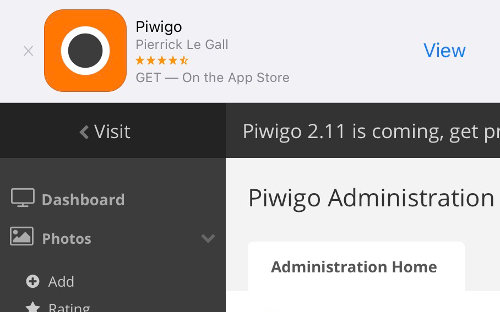 Piwigo
Pierrick Le Gall
GET — On the App Store
View
Visit
Piwigo 2.11 is coming, get pr
Dashboard
Photos
Add
Rating
Piwigo Administration
Administration Home